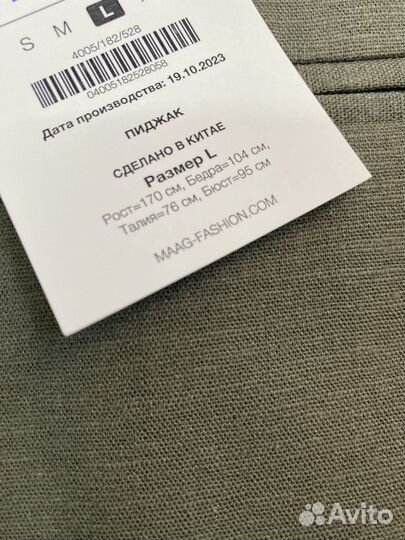 S M L
4005/182/528
04005182528058
Дата производства: 19.10.2023
ПИДЖАК
СДЕЛАНО В КИТАЕ
Размер L
Рост=170 см, Бедра=104 см,
Талия=76 см, Бюст=95 см
MAAG-FASHION.COM
Avito